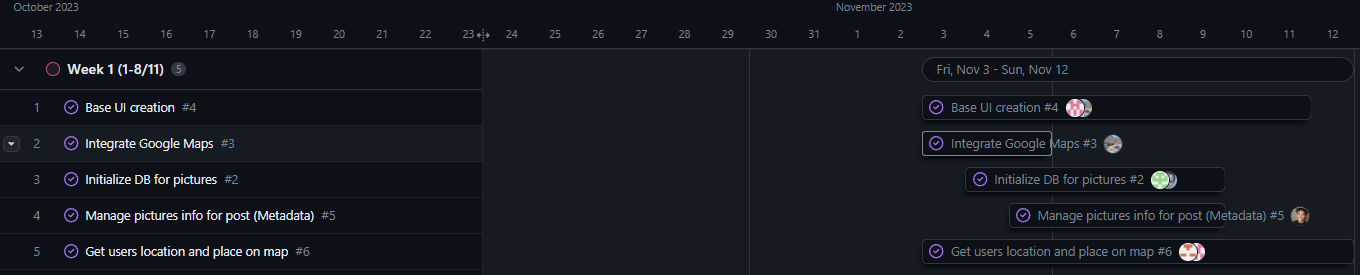 October 2023 November 2023
13 14 15 16 17 18 19 20 21 22 23 24 25 26 27 28 29 30 31 1 2 3 4 5 6 7 8 9 10 11 12
Week 1 (1-8/11) 5 Fri, Nov 3 - Sun, Nov 12
1 Base UI creation #4 Base UI creation #4
2 Integrate Google Maps #3 Integrate Google Maps #3
3 Initialize DB for pictures #2 Initialize DB for pictures #2
4 Manage pictures info for post (Metadata) #5 Manage pictures info for post (Metadata) #5
5 Get users location and place on map #6 Get users location and place on map #6